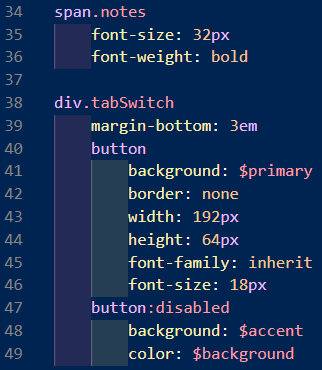 34 span.notes
35     font-size: 32px
36     font-weight: bold
37
38 div.tabSwitch
39     margin-bottom: 3em
40     button
41         background: $primary
42         border: none
43         width: 192px
44         height: 64px
45         font-family: inherit
46         font-size: 18px
47     button:disabled
48         background: $accent
49         color: $background